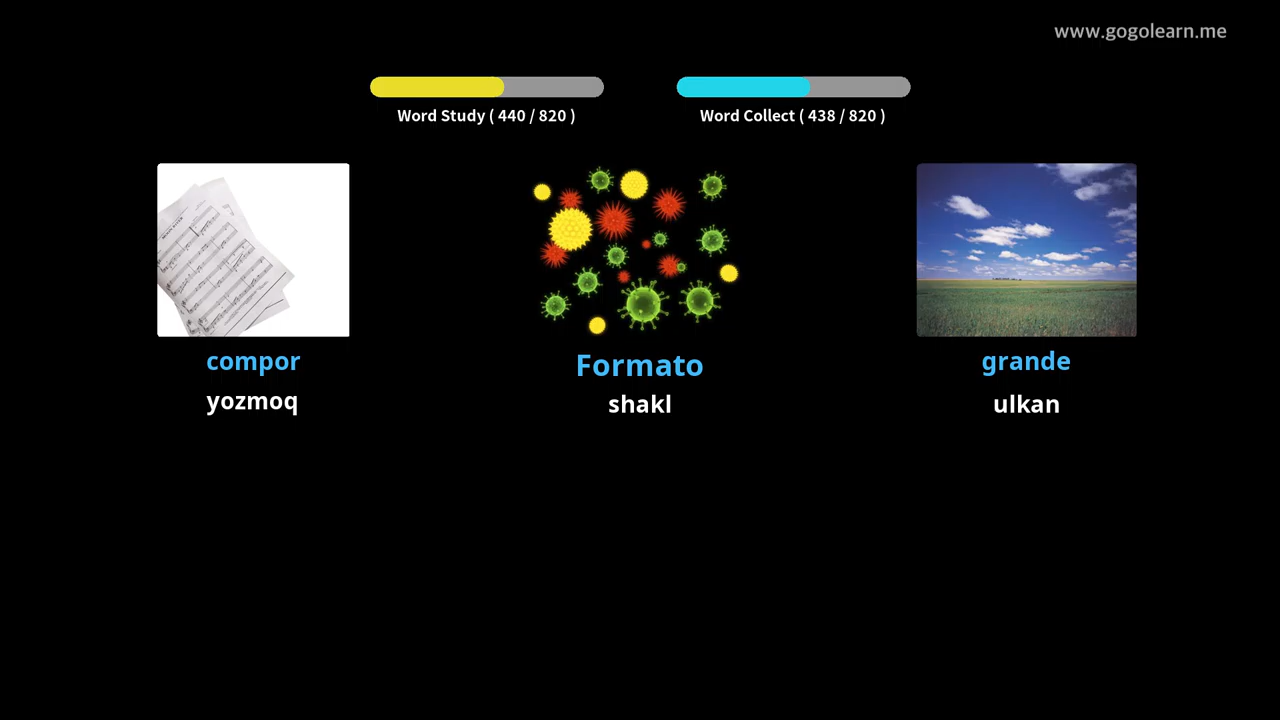 www.gogolearn.me
Word Study ( 440 / 820 )
Word Collect ( 438 / 820 )
compor
yozmoq
Formato
shakl
grande
ulkan